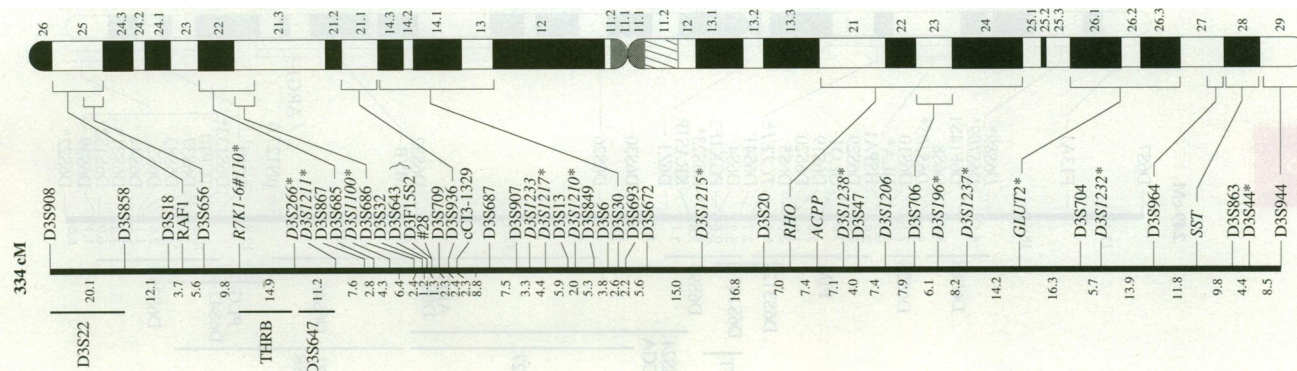 26 25 24.3 24.2 24.1 23 22 21.3 21.2 21.1 14.3 14.2 14.1 13 12 11.2 11.1 11.1 11.2 12 13.1 13.2 13.3 21 22 23 24 25.1 25.2 25.3 26.1 26.2 26.3 27 28 29
D3S908
D3S858
D3S18
RAF1
D3S656
R7K1-6#110*
D3S266*
D3S1211*
D3S867
D3S685
D3S1100*
D3S686
D3S32
D3S643
D3F15S2
#28
D3S709
D3S936
cC13-1329
D3S687
D3S907
D3S1233
D3S1217*
D3S13
D3S1210*
D3S849
D3S6
D3S30
D3S693
D3S672
D3S1215*
D3S20
RHO
ACPP
D3S1238*
D3S47
D3S1206
D3S706
D3S196*
D3S1237*
GLUT2*
D3S704
D3S1232*
D3S964
SST
D3S863
D3S44*
D3S944
334 cM
20.1 12.1 3.7 5.6 9.8 14.9 11.2 7.6 2.8 4.3 6.4 2.4 1.2 1.3 2.3 2.4 2.3 8.8 7.5 3.3 4.4 5.9 2.0 5.3 3.8 2.6 2.2 5.6 15.0 16.8 7.0 7.4 7.1 4.0 7.4 7.9 6.1 8.2 14.2 16.3 5.7 13.9 11.8 9.8 4.4 8.5
D3S22
THRB
D3S647